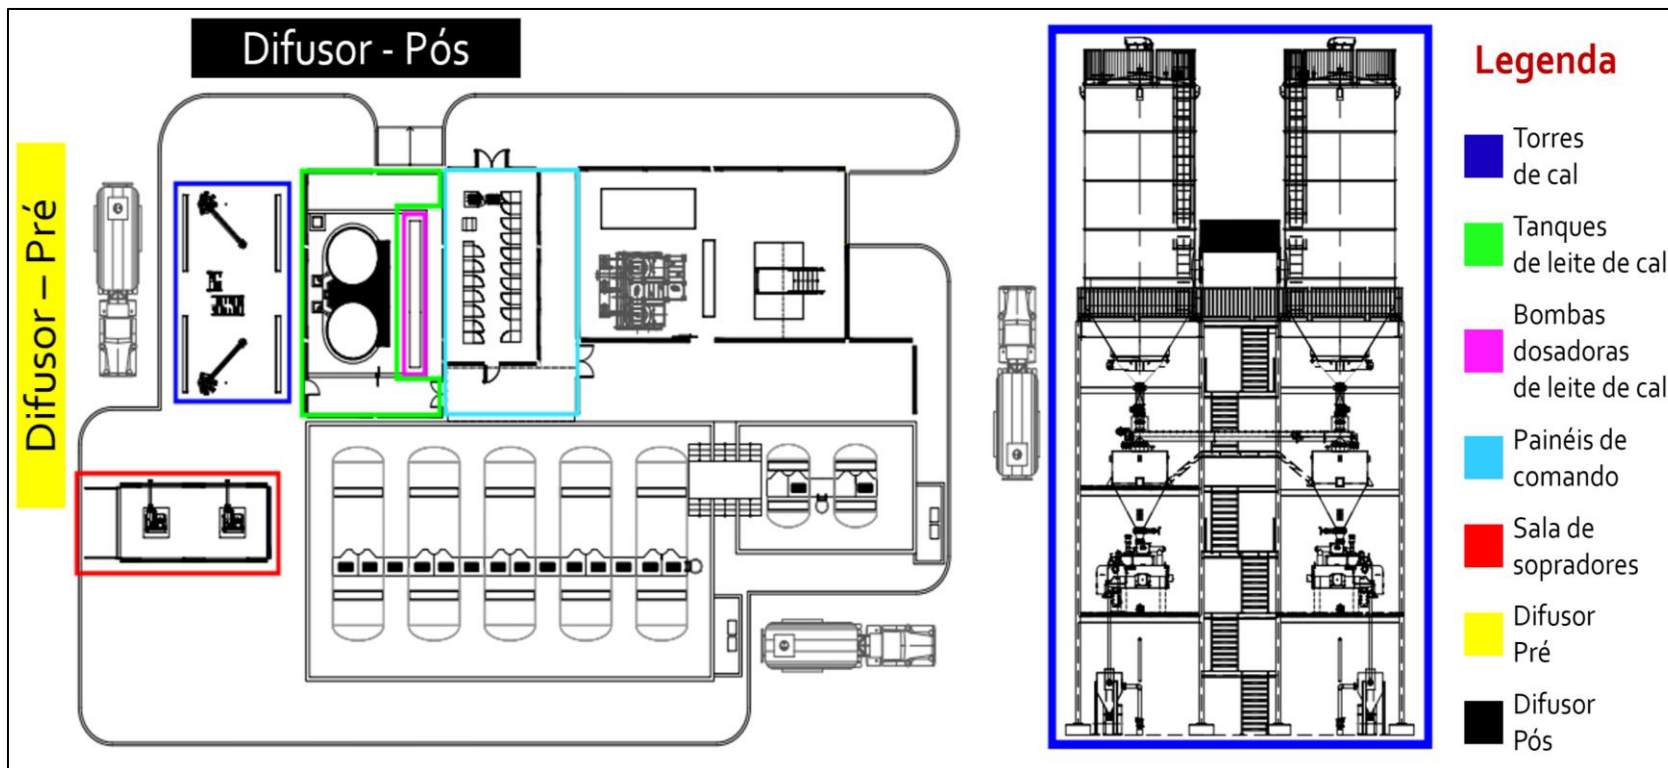 Difusor - Pós
Difusor – Pré
Legenda
Torres
de cal
Tanques
de leite de cal
Bombas
dosadoras
de leite de cal
Painéis de
comando
Sala de
sopradores
Difusor
Pré
Difusor
Pós